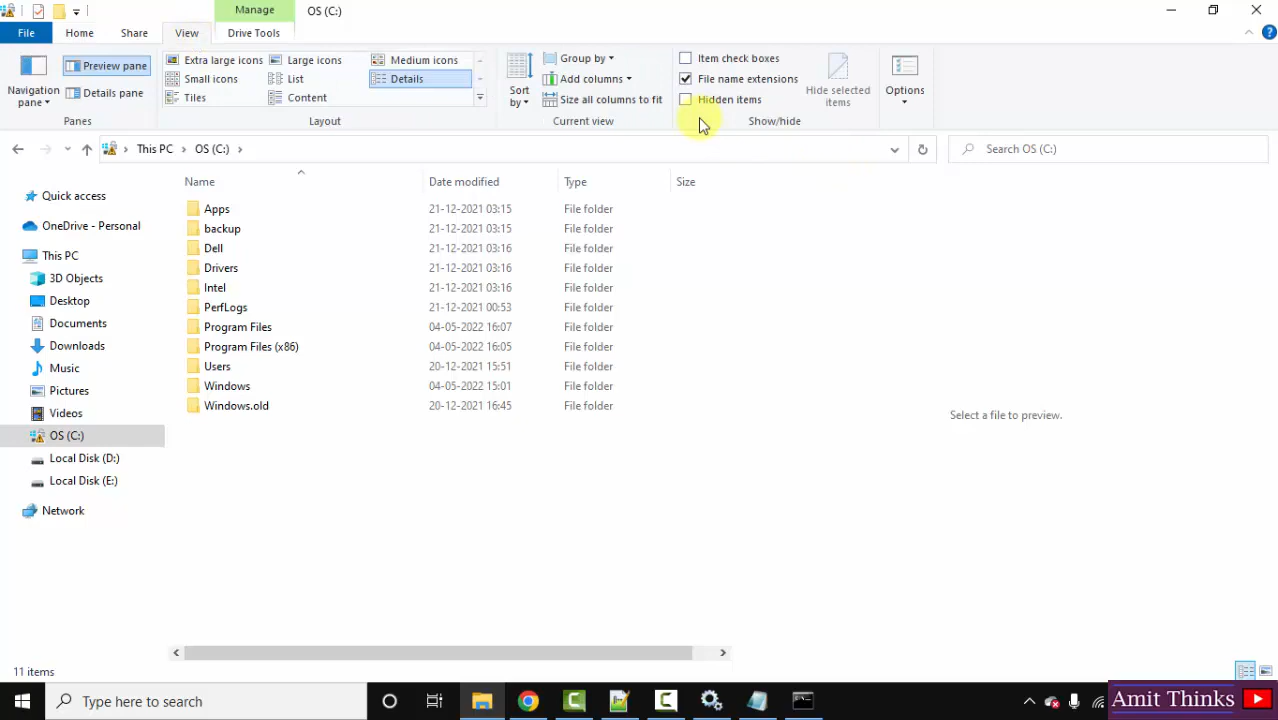 Manage OS (C:)
File Home Share View Drive Tools
Navigation pane
Preview pane
Details pane
Panes
Extra large icons Large icons Medium icons
Small icons List Details
Tiles Content
Layout
Sort by
Group by
Add columns
Size all columns to fit
Current view
Item check boxes
File name extensions
Hidden items
Hide selected items
Show/hide
Options
This PC > OS (C:) >
Search OS (C:)
Quick access
OneDrive - Personal
This PC
3D Objects
Desktop
Documents
Downloads
Music
Pictures
Videos
OS (C:)
Local Disk (D:)
Local Disk (E:)
Network
Name Date modified Type Size
Apps 21-12-2021 03:15 File folder
backup 21-12-2021 03:15 File folder
Dell 21-12-2021 03:16 File folder
Drivers 21-12-2021 03:16 File folder
Intel 21-12-2021 03:16 File folder
PerfLogs 21-12-2021 00:53 File folder
Program Files 04-05-2022 16:07 File folder
Program Files (x86) 04-05-2022 16:05 File folder
Users 20-12-2021 15:51 File folder
Windows 04-05-2022 15:01 File folder
Windows.old 20-12-2021 16:45 File folder
Select a file to preview.
11 items
Type here to search
Amit Thinks